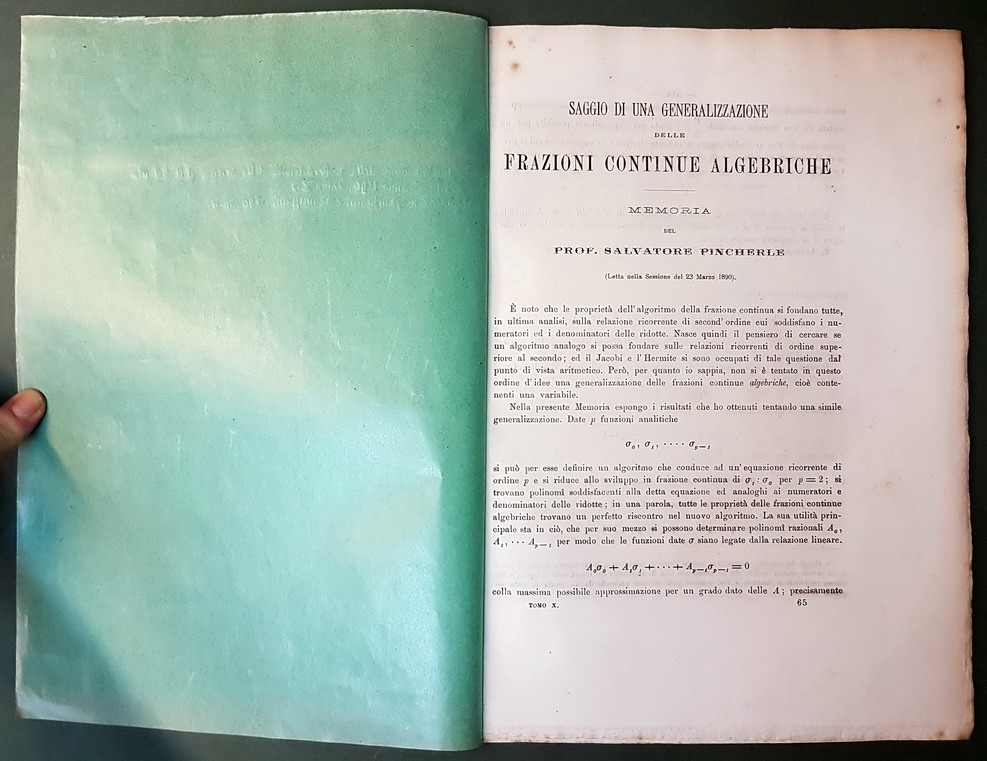 SAGGIO DI UNA GENERALIZZAZIONE
DELLE
FRAZIONI CONTINUE ALGEBRICHE
MEMORIA
DEL
PROF. SALVATORE PINCHERLE
(Letta nella Sessione del 23 Marzo 1890).
È noto che le proprietà dell'algoritmo della frazione continua si fondano tutte,
in ultima analisi, sulla relazione ricorrente di second'ordine cui soddisfano i nu-
meratori ed i denominatori delle ridotte. Nasce quindi il pensiero di cercare se
un algoritmo analogo si possa fondare sulle relazioni ricorrenti di ordine supe-
riore al secondo; ed il Jacobi e l'Hermite si sono occupati di tale questione dal
punto di vista aritmetico. Però, per quanto io sappia, non si è tentato in questo
ordine d'idee una generalizzazione delle frazioni continue algebriche, cioè conte-
nenti una variabile.
Nella presente Memoria espongo i risultati che ho ottenuti tentando una simile
generalizzazione. Date p funzioni analitiche
σ₀, σ₁, ···· σₚ₋₁
si può per esse definire un algoritmo che conduce ad un'equazione ricorrente di
ordine p e si riduce allo sviluppo in frazione continua di σ₁ : σ₀ per p = 2; si
trovano polinomî soddisfacenti alla detta equazione ed analoghi ai numeratori e
denominatori delle ridotte; in una parola, tutte le proprietà delle frazioni continue
algebriche trovano un perfetto riscontro nel nuovo algoritmo. La sua utilità prin-
cipale sta in ciò, che per suo mezzo si possono determinare polinomî razionali A₀,
A₁, ··· Aₚ₋₁ per modo che le funzioni date σ siano legate dalla relazione lineare.
A₀σ₀ + A₁σ₁ + ··· + Aₚ₋₁σₚ₋₁ = 0
colla massima possibile approssimazione per un grado dato delle A; precisamente
TOMO X. 65